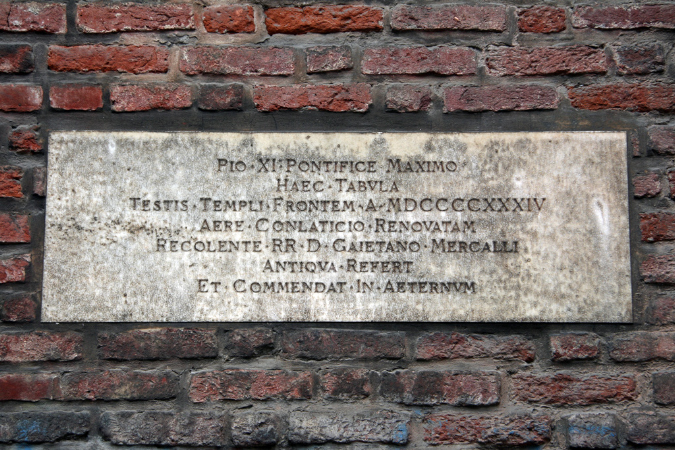 PIO · XI · PONTIFICE MAXIMO
HAEC · TABVLA
TESTIS · TEMPLI · FRONTEM · A · MDCCCCXXXIV
AERE · CONLATICIO · RENOVATAM
RECOLENTE · RR · D · GAIETANO · MERCALLI
ANTIQVA · REFERT
ET · COMMENDAT · IN · AETERNVM